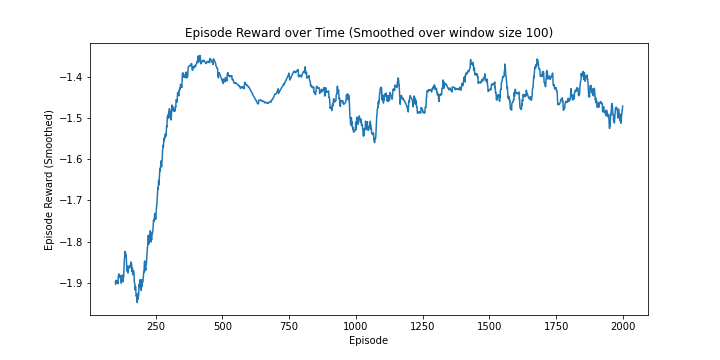 Episode Reward over Time (Smoothed over window size 100)
−1.4
−1.5
−1.6
−1.7
−1.8
−1.9
Episode Reward (Smoothed)
250 500 750 1000 1250 1500 1750 2000
Episode